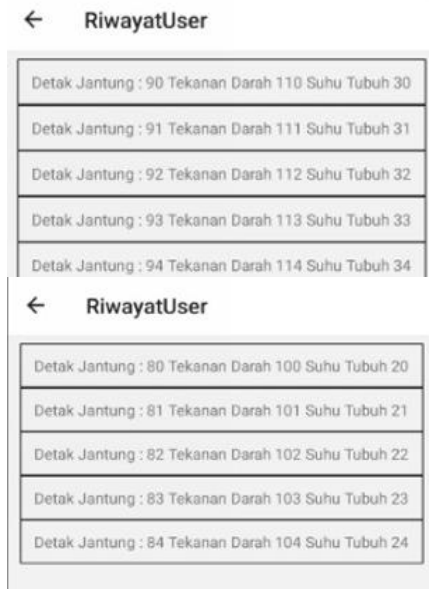 ← RiwayatUser
Detak Jantung : 90 Tekanan Darah 110 Suhu Tubuh 30
Detak Jantung : 91 Tekanan Darah 111 Suhu Tubuh 31
Detak Jantung : 92 Tekanan Darah 112 Suhu Tubuh 32
Detak Jantung : 93 Tekanan Darah 113 Suhu Tubuh 33
Detak Jantung : 94 Tekanan Darah 114 Suhu Tubuh 34
← RiwayatUser
Detak Jantung : 80 Tekanan Darah 100 Suhu Tubuh 20
Detak Jantung : 81 Tekanan Darah 101 Suhu Tubuh 21
Detak Jantung : 82 Tekanan Darah 102 Suhu Tubuh 22
Detak Jantung : 83 Tekanan Darah 103 Suhu Tubuh 23
Detak Jantung : 84 Tekanan Darah 104 Suhu Tubuh 24